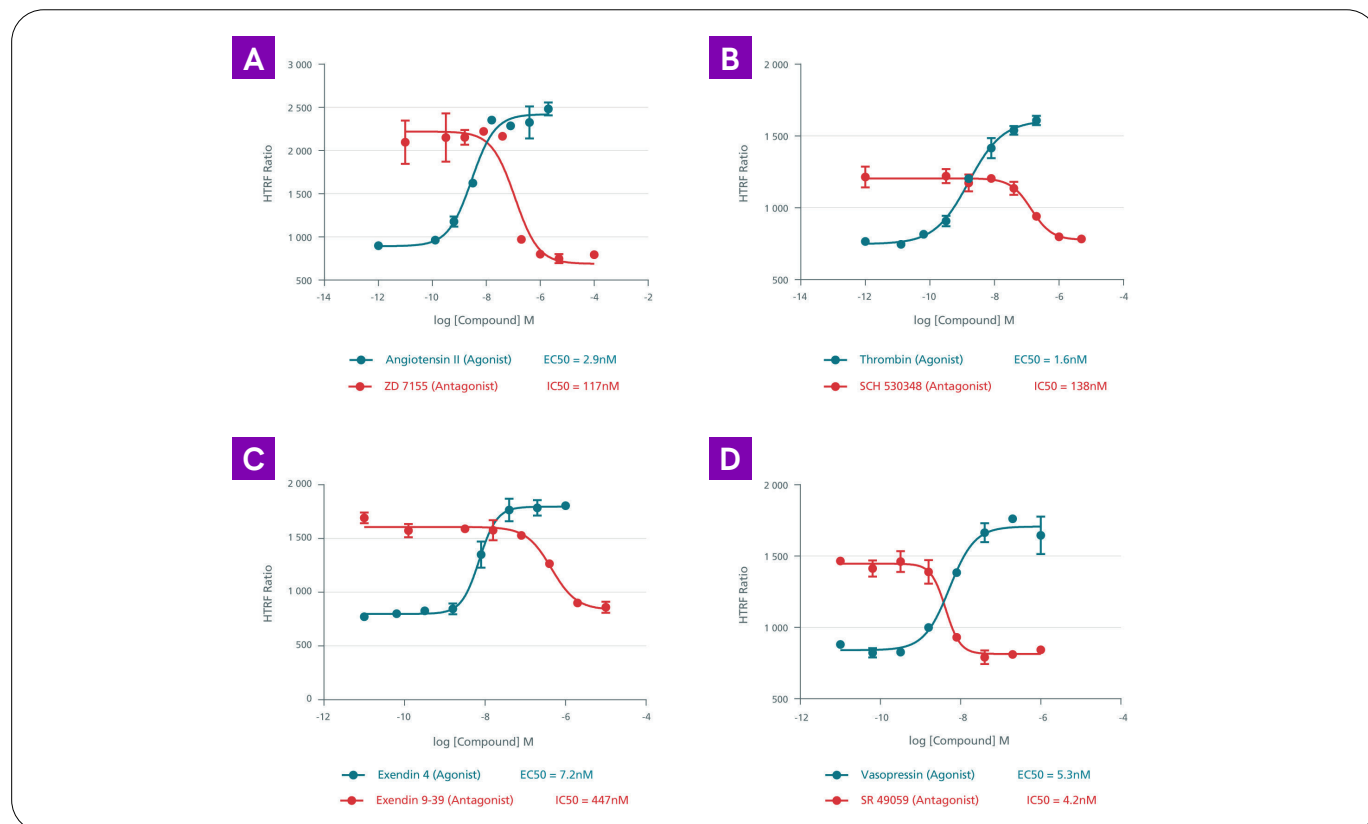 A
HTRF Ratio
3 000
2 500
2 000
1 500
1 000
500
-14 -12 -10 -8 -6 -4 -2
log [Compound] M
Angiotensin II (Agonist) EC50 = 2.9nM
ZD 7155 (Antagonist) IC50 = 117nM
B
HTRF Ratio
2 000
1 500
1 000
500
-14 -12 -10 -8 -6 -4
log [Compound] M
Thrombin (Agonist) EC50 = 1.6nM
SCH 530348 (Antagonist) IC50 = 138nM
C
HTRF Ratio
2 000
1 500
1 000
500
0
-12 -10 -8 -6 -4
log [Compound] M
Exendin 4 (Agonist) EC50 = 7.2nM
Exendin 9-39 (Antagonist) IC50 = 447nM
D
HTRF Ratio
2 000
1 500
1 000
500
-12 -10 -8 -6 -4
log [Compound] M
Vasopressin (Agonist) EC50 = 5.3nM
SR 49059 (Antagonist) IC50 = 4.2nM